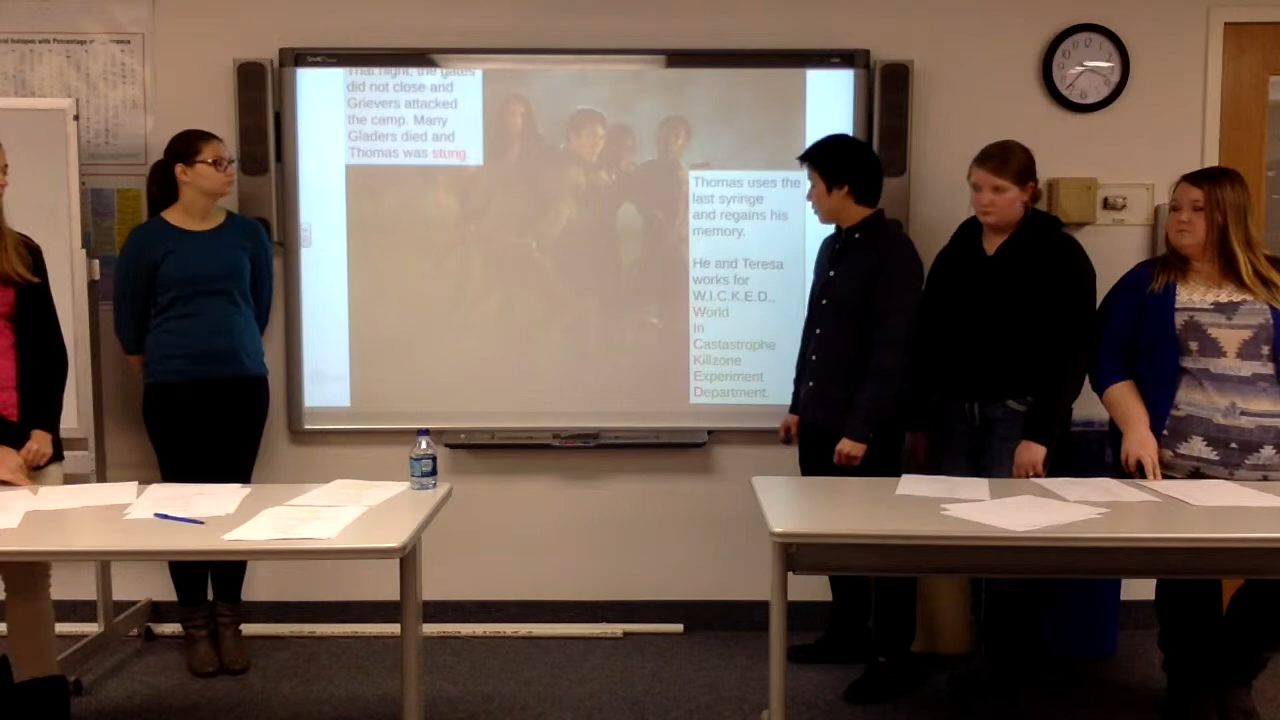 That night, the gates
did not close and
Grievers attacked
the camp. Many
Gladers died and
Thomas was stung.
Thomas uses the
last syringe
and regains his
memory.
He and Teresa
works for
W.I.C.K.E.D.,
World
In
Castastrophe
Killzone
Experiment
Department.